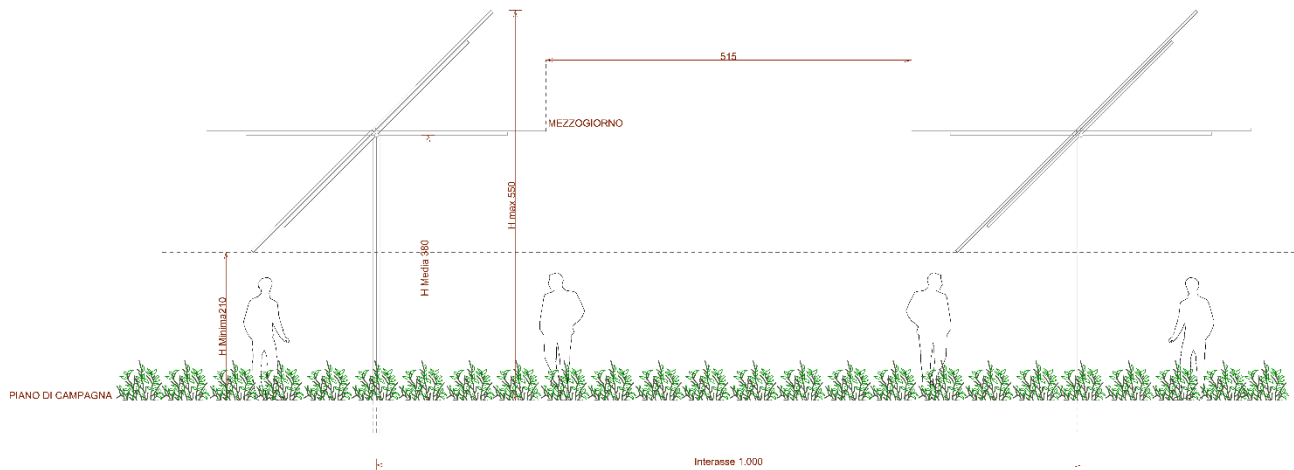 515
MEZZOGIORNO
H max 550
H Media 380
H Minima210
PIANO DI CAMPAGNA
Interasse 1.000